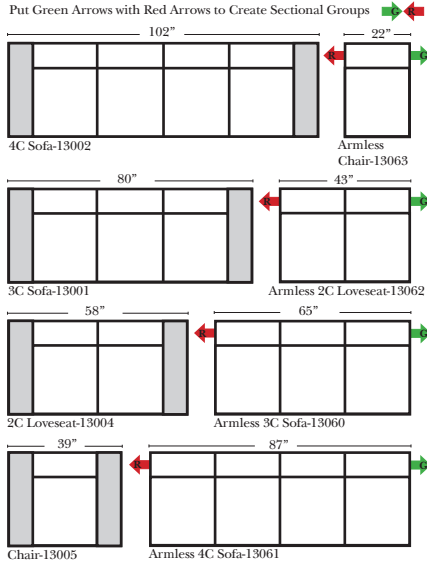 Put Green Arrows with Red Arrows to Create Sectional Groups G R
102” 22”
R G
4C Sofa-13002
Armless
Chair-13063
80” 43”
R G
3C Sofa-13001 Armless 2C Loveseat-13062
58” 65”
R G
2C Loveseat-13004 Armless 3C Sofa-13060
39” 87”
R G
Chair-13005 Armless 4C Sofa-13061